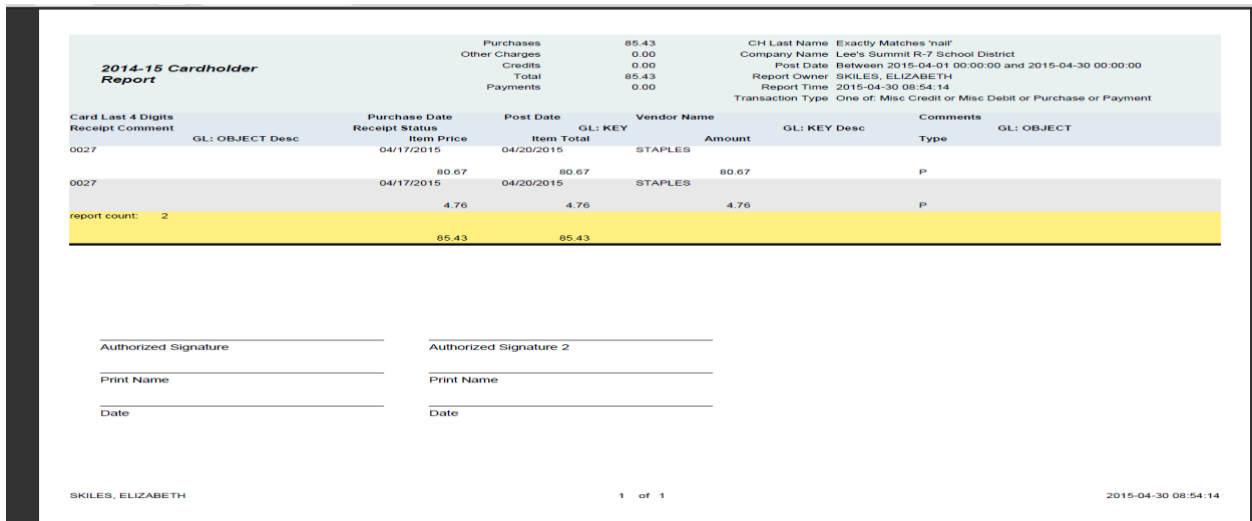 Purchases 85.43 CH Last Name Exactly Matches 'nail'
Other Charges 0.00 Company Name Lee's Summit R-7 School District
2014-15 Cardholder Credits 0.00 Post Date Between 2015-04-01 00:00:00 and 2015-04-30 00:00:00
Report Total 85.43 Report Owner SKILES, ELIZABETH
Payments 0.00 Report Time 2015-04-30 08:54:14
Transaction Type One of: Misc Credit or Misc Debit or Purchase or Payment
Card Last 4 Digits Purchase Date Post Date Vendor Name Comments
Receipt Comment Receipt Status GL: KEY GL: KEY Desc GL: OBJECT
GL: OBJECT Desc Item Price Item Total Amount Type
0027 04/17/2015 04/20/2015 STAPLES
80.67 80.67 80.67 P
0027 04/17/2015 04/20/2015 STAPLES
4.76 4.76 4.76 P
report count: 2
85.43 85.43
Authorized Signature Authorized Signature 2
Print Name Print Name
Date Date
SKILES, ELIZABETH 1 of 1 2015-04-30 08:54:14